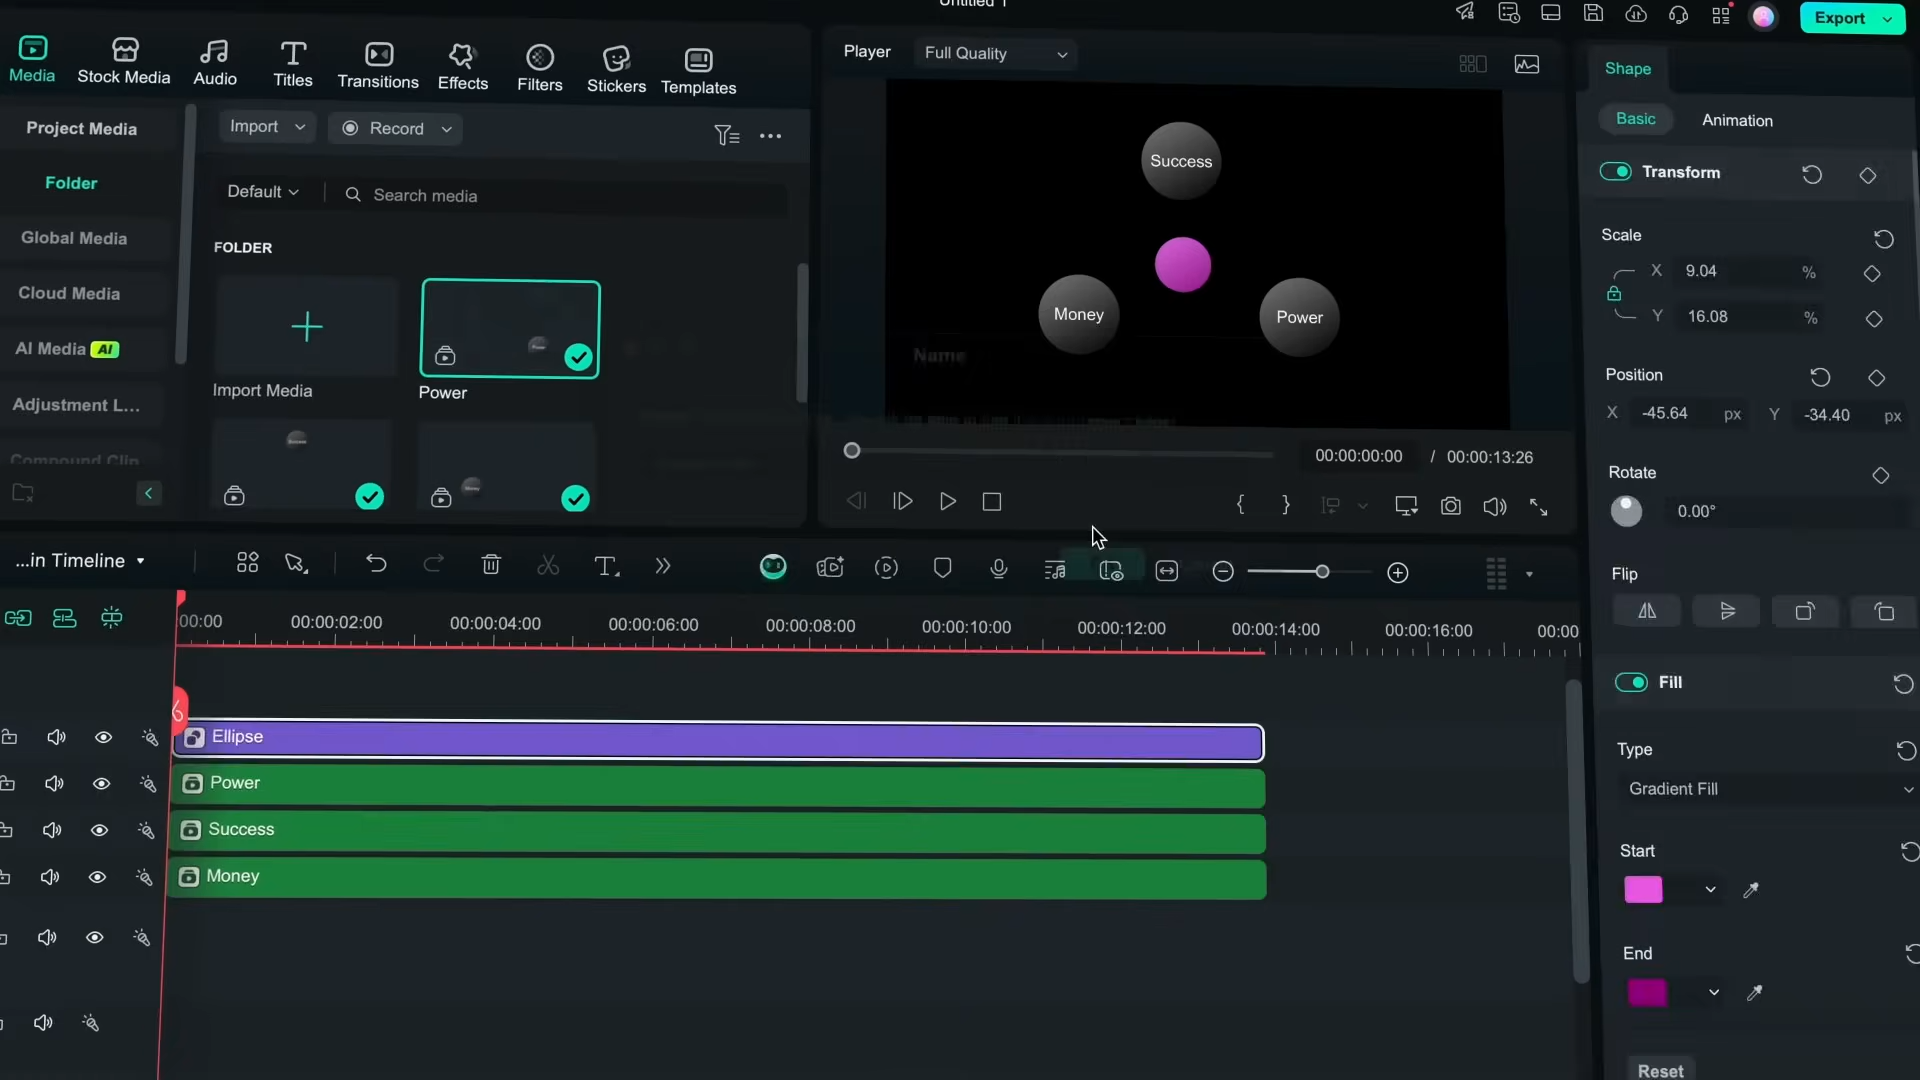 Untitled 1
Export
Media
Stock Media
Audio
Titles
Transitions
Effects
Filters
Stickers
Templates
Player
Full Quality
Shape
Project Media
Import
Record
Basic
Animation
Folder
Default
Search media
Success
Transform
Global Media
FOLDER
Scale
Cloud Media
X 9.04 %
Y 16.08 %
AI Media AI
Money
Power
Name
Import Media
Power
Position
Adjustment L...
X -45.64 px Y -34.40 px
Compound Clip
00:00:00:00 / 00:00:13:26
Rotate
0.00°
...in Timeline
Flip
:00:00
00:00:02:00
00:00:04:00
00:00:06:00
00:00:08:00
00:00:10:00
00:00:12:00
00:00:14:00
00:00:16:00
00:00
Fill
Ellipse
Type
Power
Gradient Fill
Success
Start
Money
End
Reset